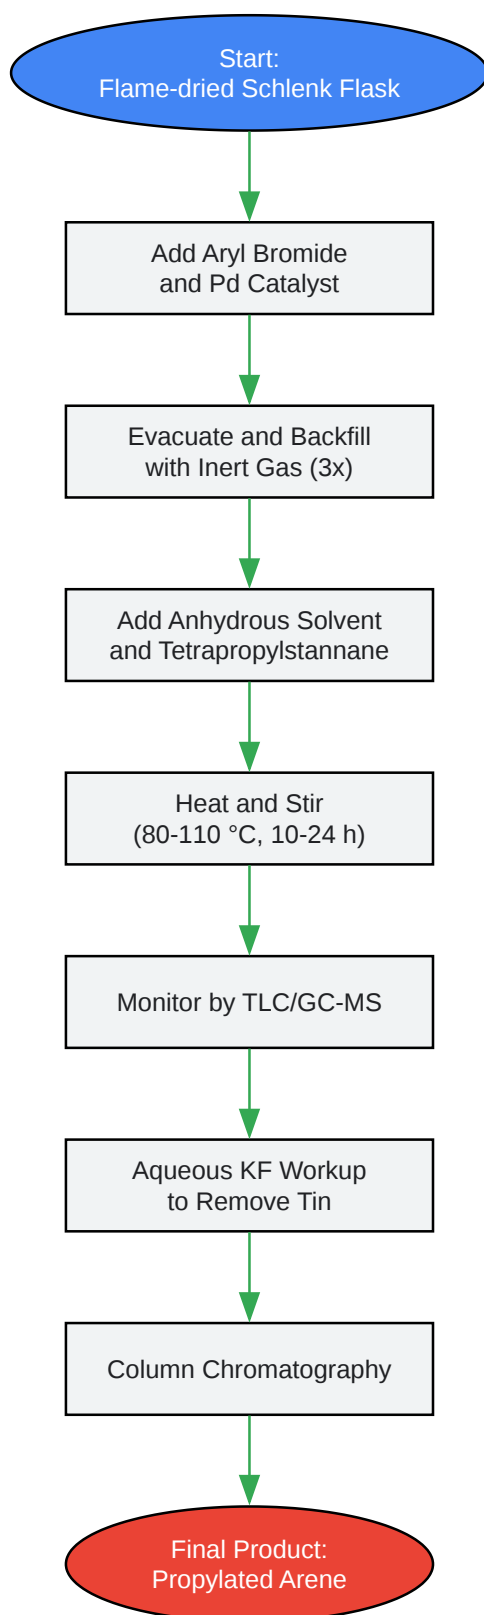 Start:
Flame-dried Schlenk Flask
Add Aryl Bromide
and Pd Catalyst
Evacuate and Backfill
with Inert Gas (3x)
Add Anhydrous Solvent
and Tetrapropylstannane
Heat and Stir
(80-110 °C, 10-24 h)
Monitor by TLC/GC-MS
Aqueous KF Workup
to Remove Tin
Column Chromatography
Final Product:
Propylated Arene